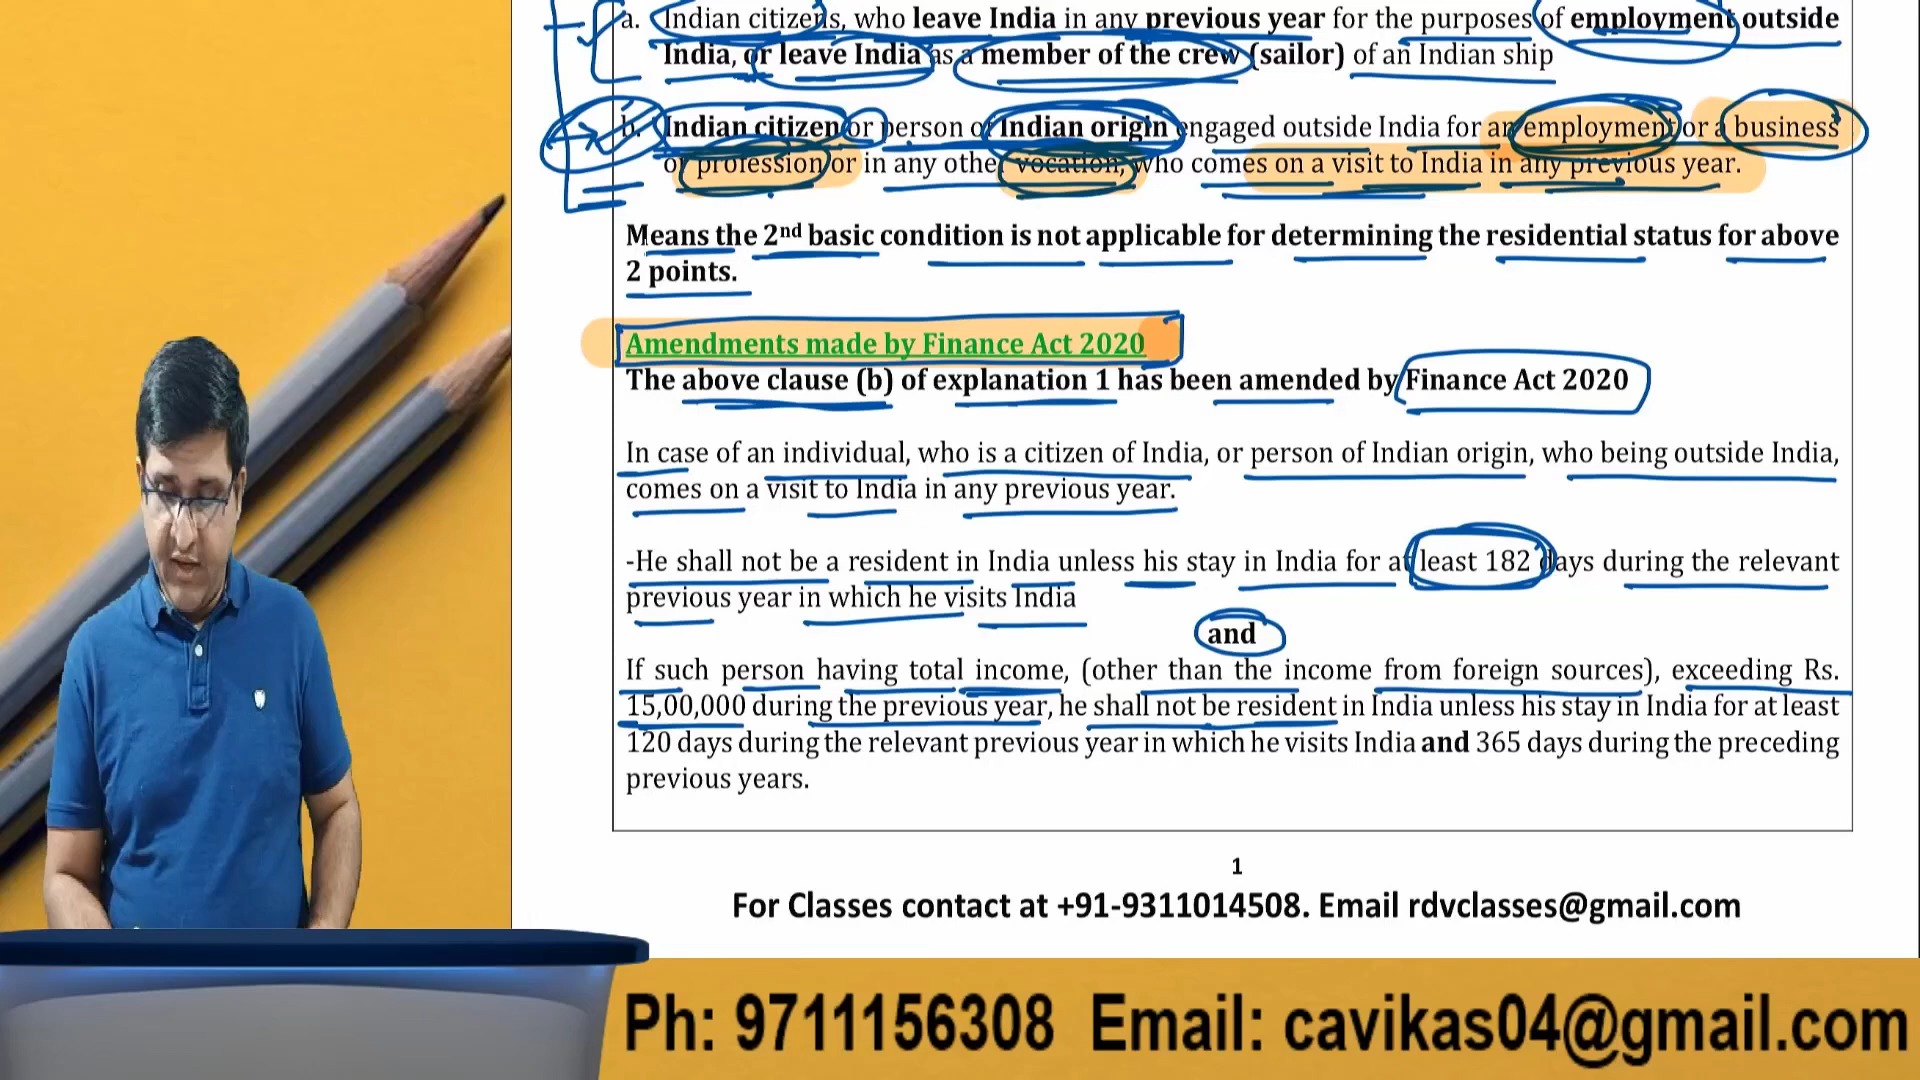 a. Indian citizens, who leave India in any previous year for the purposes of employment outside
India, or leave India as a member of the crew (sailor) of an Indian ship
b. Indian citizen or person of Indian origin engaged outside India for an employment or a business
or profession or in any other vocation, who comes on a visit to India in any previous year.
Means the 2nd basic condition is not applicable for determining the residential status for above
2 points.
Amendments made by Finance Act 2020
The above clause (b) of explanation 1 has been amended by Finance Act 2020
In case of an individual, who is a citizen of India, or person of Indian origin, who being outside India,
comes on a visit to India in any previous year.
-He shall not be a resident in India unless his stay in India for at least 182 days during the relevant
previous year in which he visits India
and
If such person having total income, (other than the income from foreign sources), exceeding Rs.
15,00,000 during the previous year, he shall not be resident in India unless his stay in India for at least
120 days during the relevant previous year in which he visits India and 365 days during the preceding
previous years.
1
For Classes contact at +91-9311014508. Email rdvclasses@gmail.com
Ph: 9711156308 Email: cavikas04@gmail.com